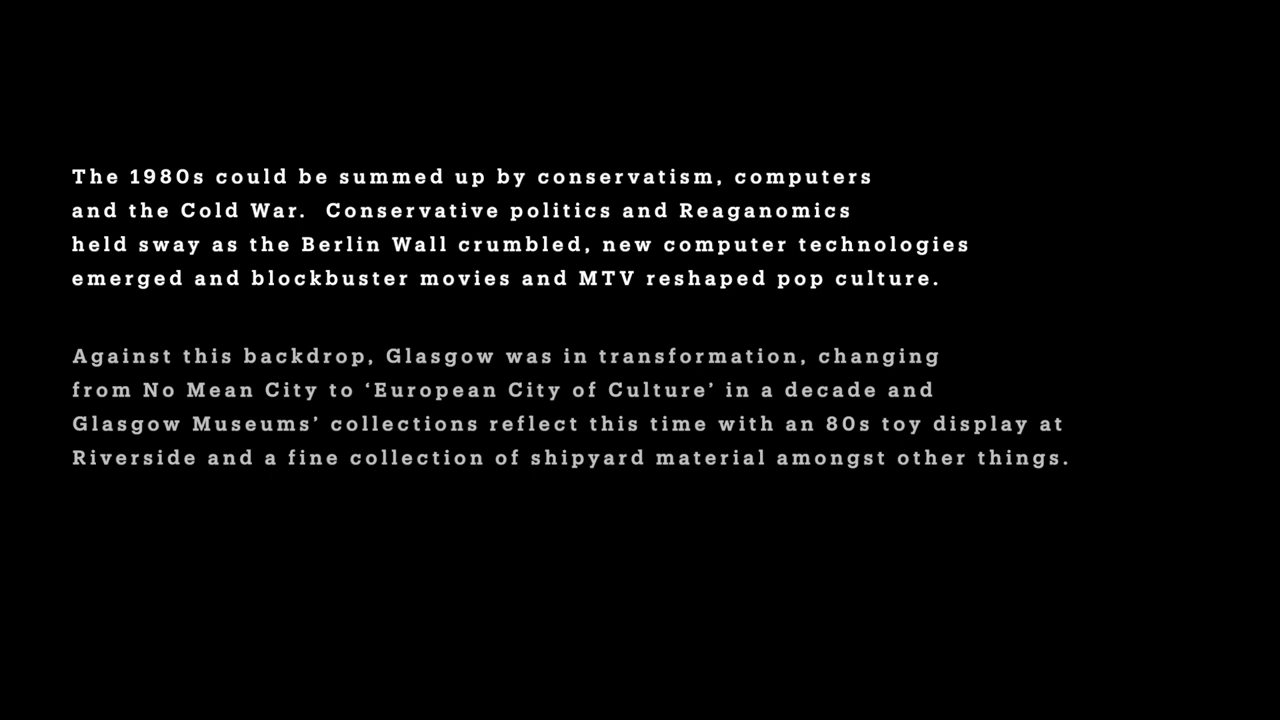 The 1980s could be summed up by conservatism, computers
and the Cold War.  Conservative politics and Reaganomics
held sway as the Berlin Wall crumbled, new computer technologies
emerged and blockbuster movies and MTV reshaped pop culture.
Against this backdrop, Glasgow was in transformation, changing
from No Mean City to ‘European City of Culture’ in a decade and
Glasgow Museums’ collections reflect this time with an 80s toy display at
Riverside and a fine collection of shipyard material amongst other things.